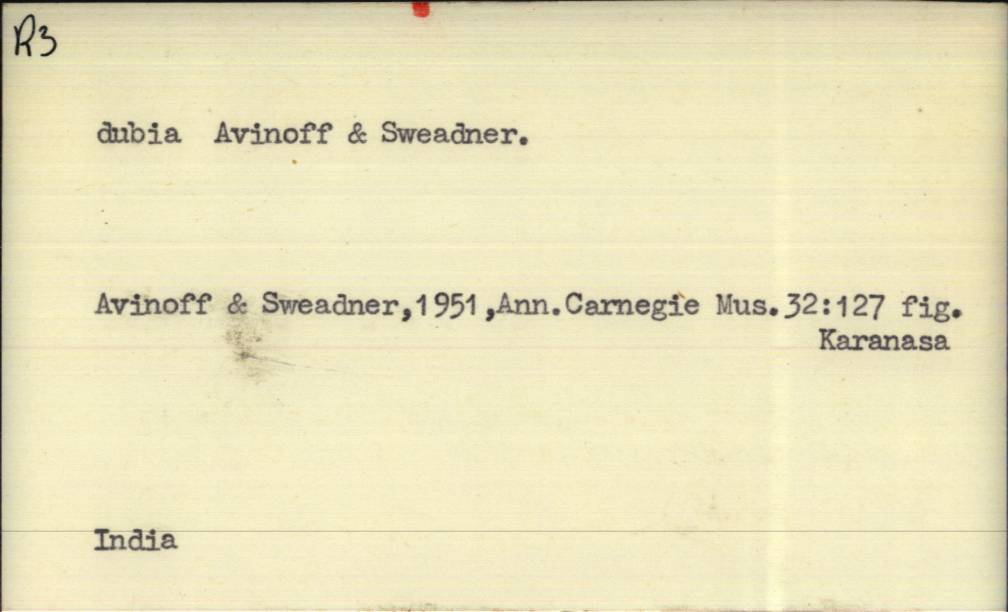 R3
dubia Avinoff & Sweadner.
Avinoff & Sweadner,1951,Ann.Carnegie Mus.32:127 fig.
Karanasa
India